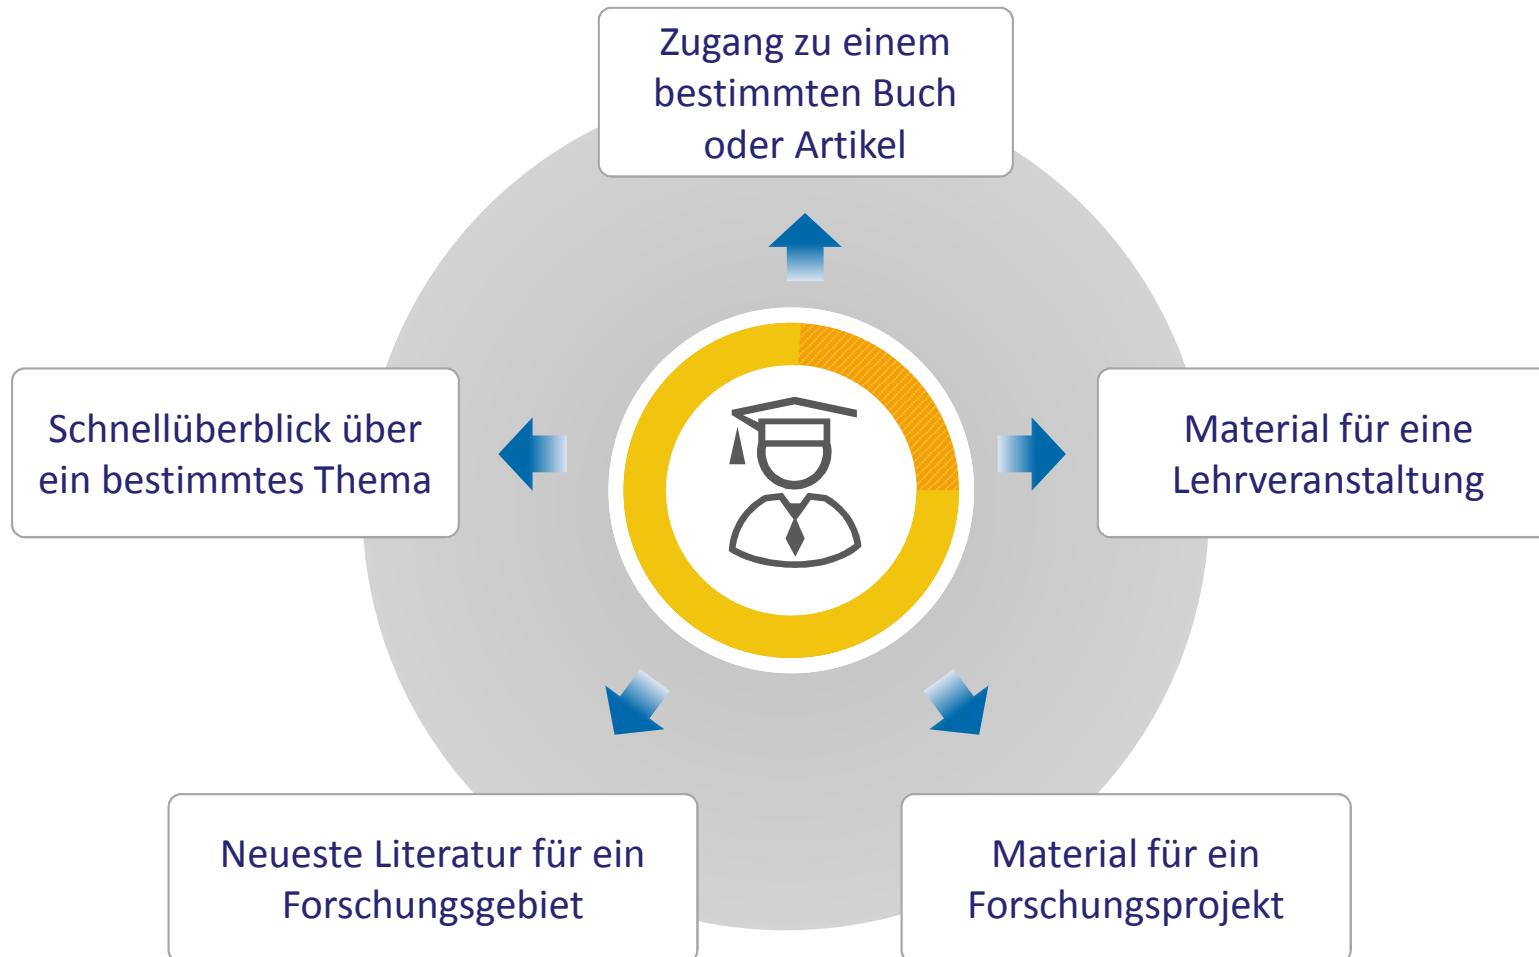 Zugang zu einem
bestimmten Buch
oder Artikel
Schnellüberblick über
ein bestimmtes Thema
Material für eine
Lehrveranstaltung
Neueste Literatur für ein
Forschungsgebiet
Material für ein
Forschungsprojekt